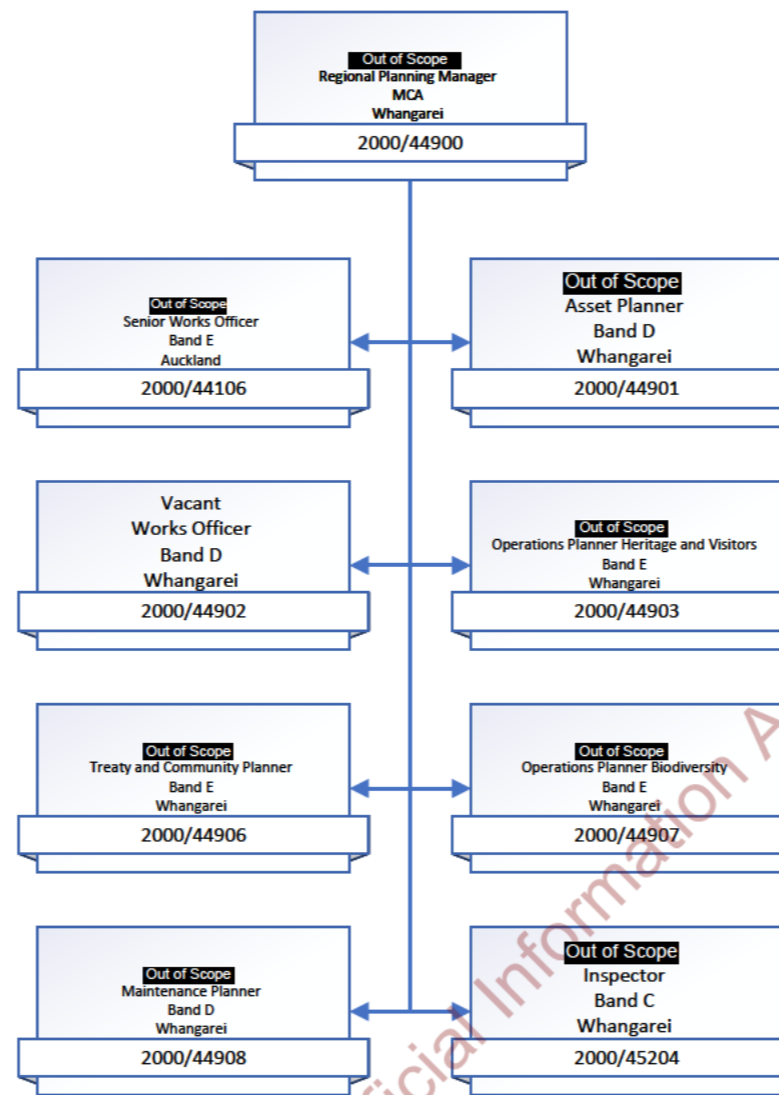 Out of Scope
Regional Planning Manager
MCA
Whangarei
2000/44900
Out of Scope
Senior Works Officer
Band E
Auckland
2000/44106
Out of Scope
Asset Planner
Band D
Whangarei
2000/44901
Vacant
Works Officer
Band D
Whangarei
2000/44902
Out of Scope
Operations Planner Heritage and Visitors
Band E
Whangarei
2000/44903
Out of Scope
Treaty and Community Planner
Band E
Whangarei
2000/44906
Out of Scope
Operations Planner Biodiversity
Band E
Whangarei
2000/44907
Out of Scope
Maintenance Planner
Band D
Whangarei
2000/44908
Out of Scope
Inspector
Band C
Whangarei
2000/45204
Information